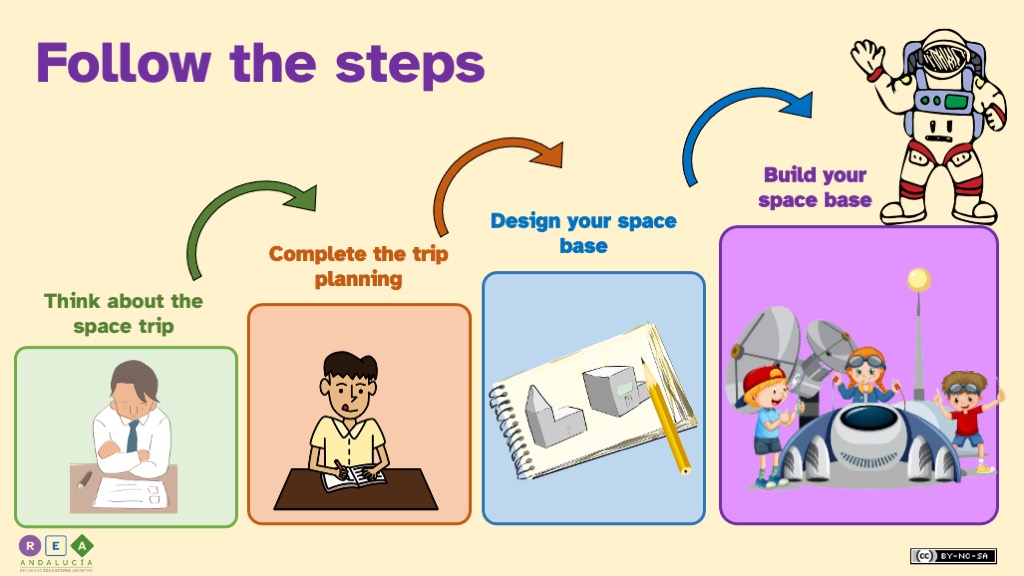 Follow the steps
Think about the
space trip
Complete the trip
planning
Design your space
base
Build your
space base
R E A
ANDALUCÍA
RECURSOS EDUCATIVOS ABIERTOS
cc BY-NC-SA